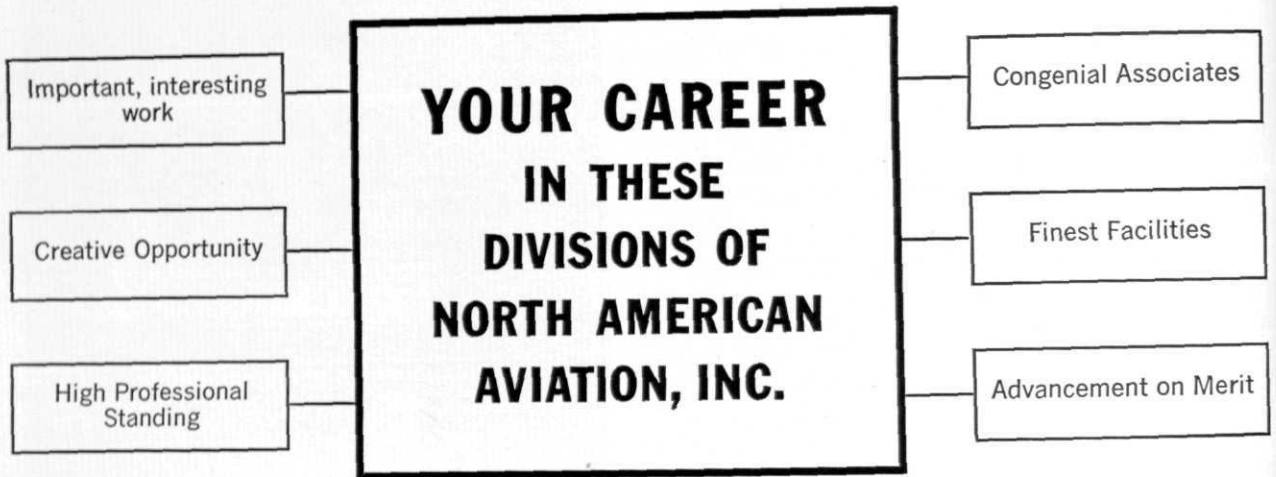 Important, interesting
work
Creative Opportunity
High Professional
Standing
YOUR CAREER
IN THESE
DIVISIONS OF
NORTH AMERICAN
AVIATION, INC.
Congenial Associates
Finest Facilities
Advancement on Merit